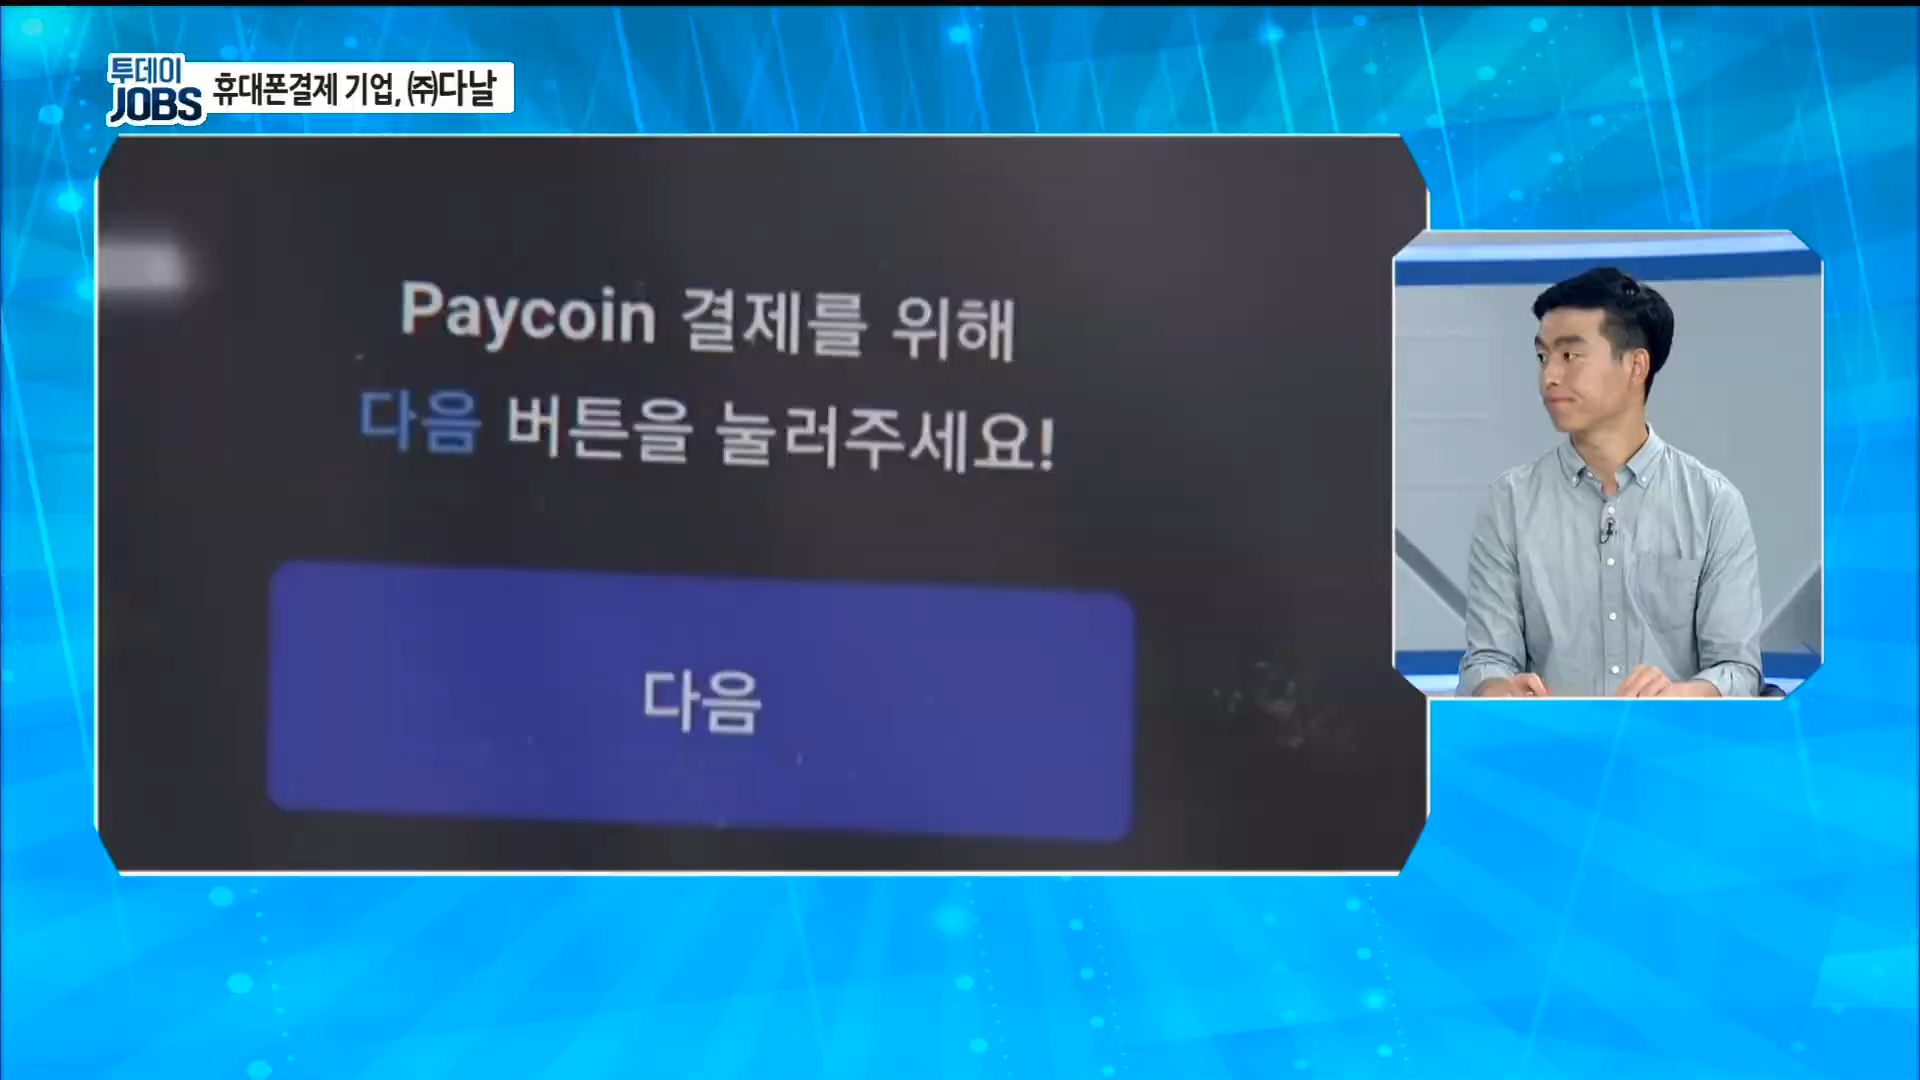 투데이
JOBS
휴대폰결제 기업, ㈜다날
Paycoin 결제를 위해
다음 버튼을 눌러주세요!
다음